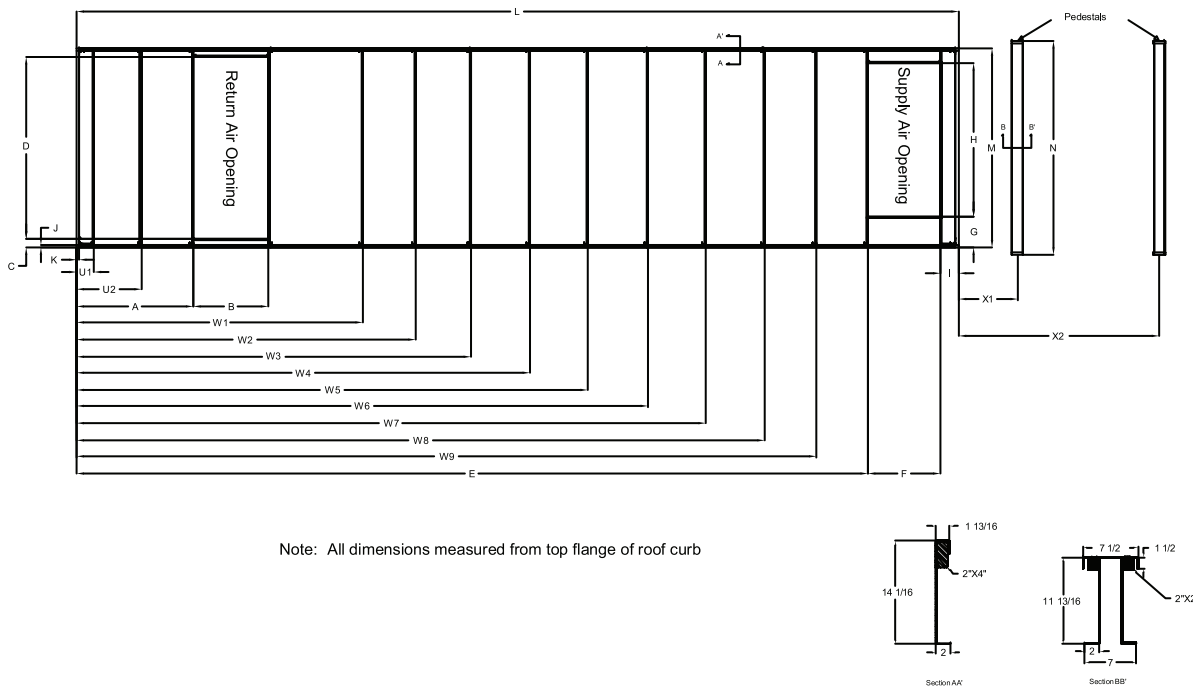 L
Pedestals
A'
A
Return Air Opening
Supply Air Opening
D
H
M
B
B'
N
J
C
K
G
U1
I
U2
X1
A
B
W1
X2
W2
W3
W4
W5
W6
W7
W8
W9
E
F
Note: All dimensions measured from top flange of roof curb
1 13/16
2"X4"
14 1/16
2
Section AA'
7 1/2
1 1/2
11 13/16
2"X2
2
7
Section BB'